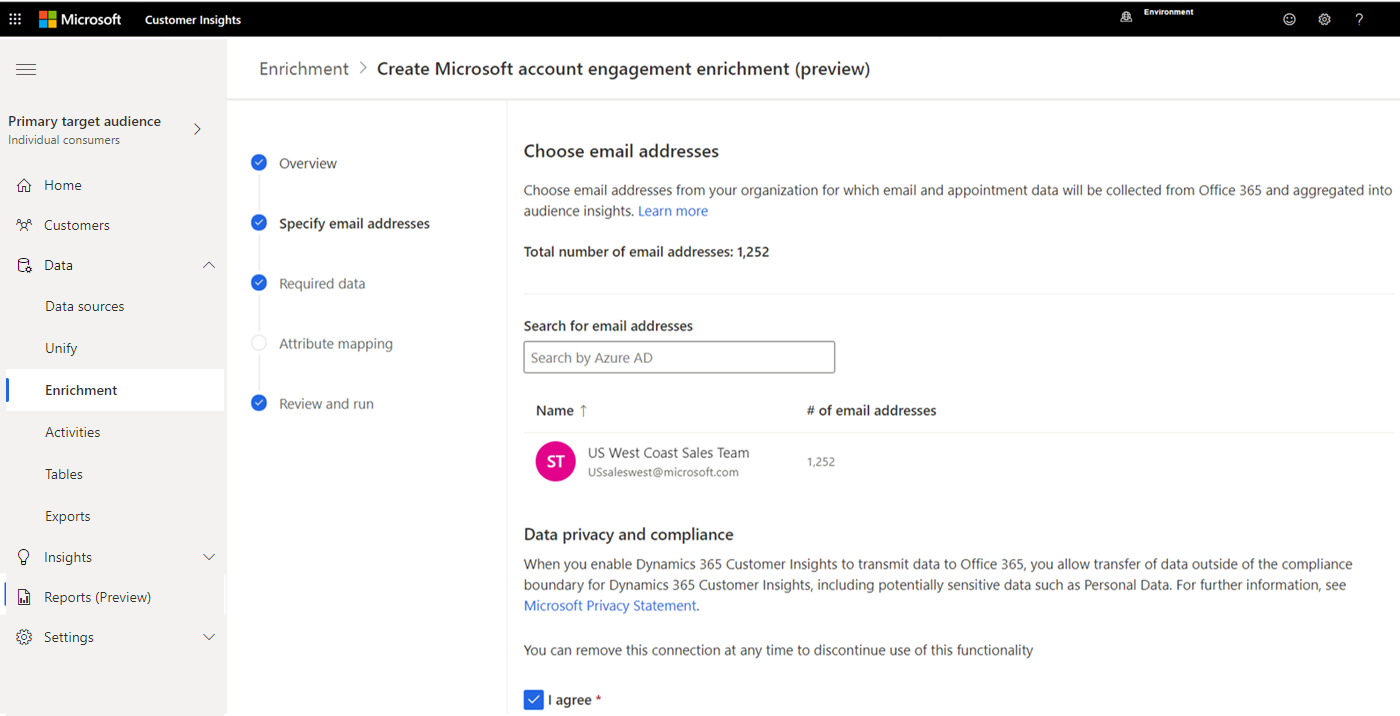 Microsoft Customer Insights Environment ?
Enrichment > Create Microsoft account engagement enrichment (preview)
Primary target audience
Individual consumers
Home
Customers
Data
Data sources
Unify
Enrichment
Activities
Tables
Exports
Insights
Reports (Preview)
Settings
Overview
Specify email addresses
Required data
Attribute mapping
Review and run
Choose email addresses
Choose email addresses from your organization for which email and appointment data will be collected from Office 365 and aggregated into
audience insights. Learn more
Total number of email addresses: 1,252
Search for email addresses
Search by Azure AD
Name ↑ # of email addresses
ST US West Coast Sales Team 1,252
USsaleswest@microsoft.com
Data privacy and compliance
When you enable Dynamics 365 Customer Insights to transmit data to Office 365, you allow transfer of data outside of the compliance
boundary for Dynamics 365 Customer Insights, including potentially sensitive data such as Personal Data. For further information, see
Microsoft Privacy Statement.
You can remove this connection at any time to discontinue use of this functionality
I agree *